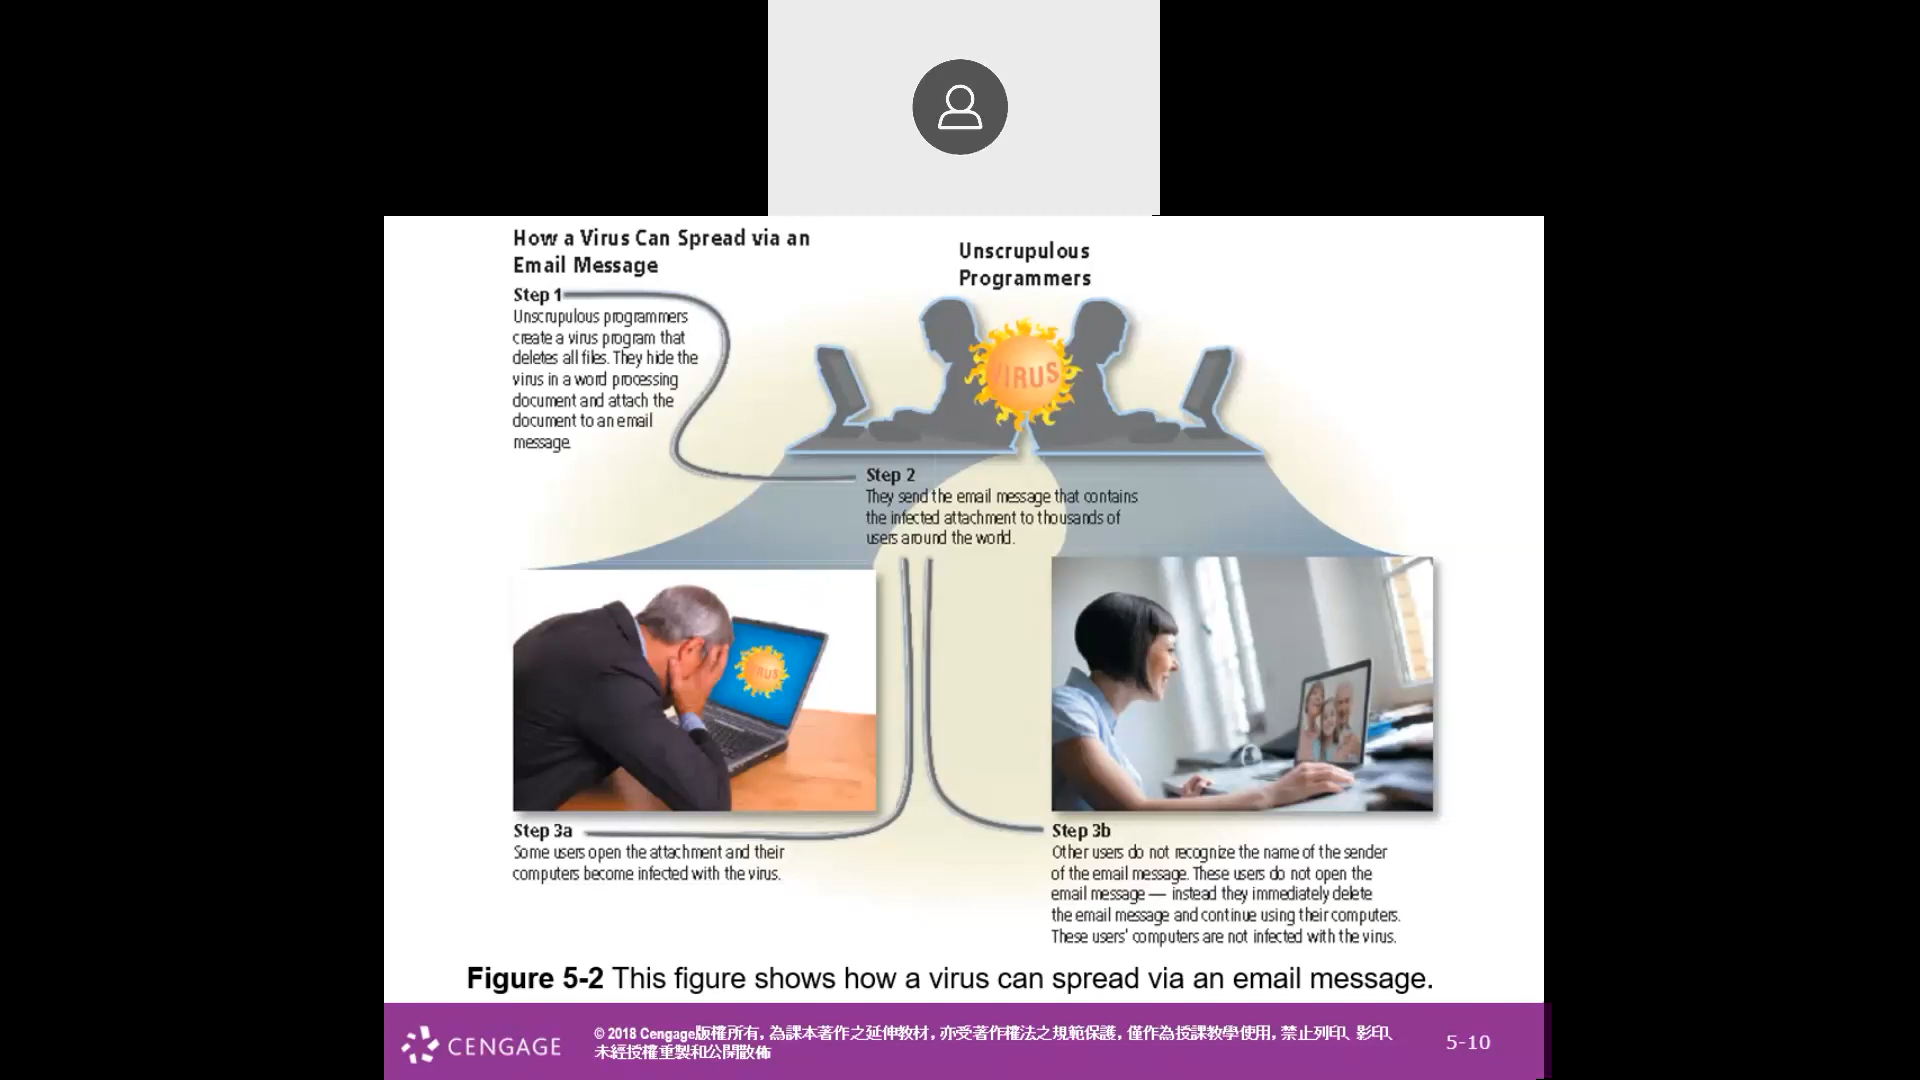 How a Virus Can Spread via an
Email Message
Unscrupulous
Programmers
Step 1
Unscrupulous programmers
create a virus program that
deletes all files. They hide the
virus in a word processing
document and attach the
document to an email
message.
VIRUS
Step 2
They send the email message that contains
the infected attachment to thousands of
users around the world.
VIRUS
Step 3a
Some users open the attachment and their
computers become infected with the virus.
Step 3b
Other users do not recognize the name of the sender
of the email message. These users do not open the
email message — instead they immediately delete
the email message and continue using their computers.
These users' computers are not infected with the virus.
Figure 5-2 This figure shows how a virus can spread via an email message.
CENGAGE
© 2018 Cengage版權所有，為課本著作之延伸教材，亦受著作權法之規範保護，僅作為授課教學使用，禁止列印、影印、
未經授權重製和公開散佈
5-10